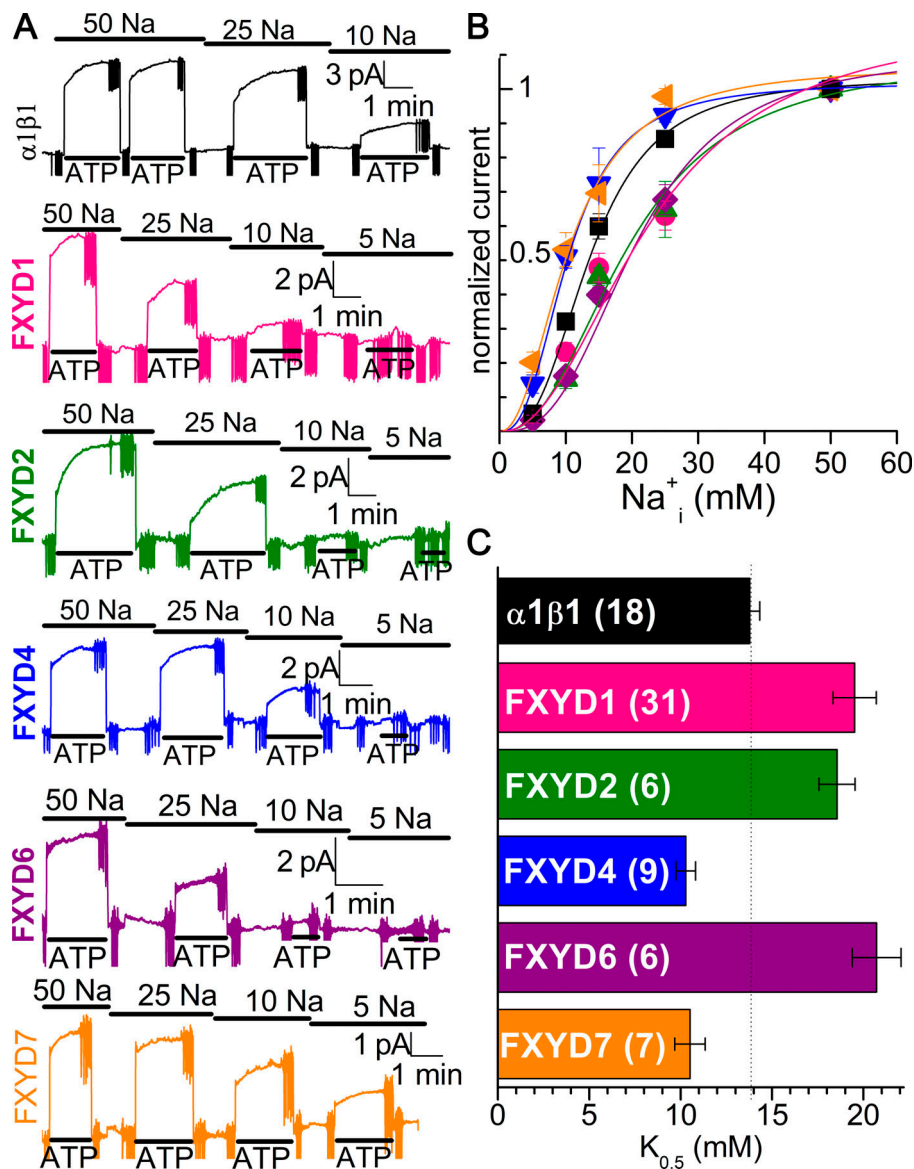 A
50 Na
25 Na
10 Na
3 pA
1 min
α1β1
ATP
ATP
ATP
ATP
50 Na
25 Na
10 Na
5 Na
2 pA
1 min
FXYD1
ATP
ATP
ATP
ATP
50 Na
25 Na
10 Na
5 Na
2 pA
1 min
FXYD2
ATP
ATP
ATP
ATP
50 Na
25 Na
10 Na
5 Na
2 pA
1 min
FXYD4
ATP
ATP
ATP
ATP
50 Na
25 Na
10 Na
5 Na
2 pA
1 min
FXYD6
ATP
ATP
ATP
ATP
50 Na
25 Na
10 Na
5 Na
1 pA
1 min
FXYD7
ATP
ATP
ATP
ATP
B
normalized current
1
0.5
0 10 20 30 40 50 60
Na⁺ᵢ (mM)
C
α1β1 (18)
FXYD1 (31)
FXYD2 (6)
FXYD4 (9)
FXYD6 (6)
FXYD7 (7)
0 5 10 15 20
K₀.₅ (mM)